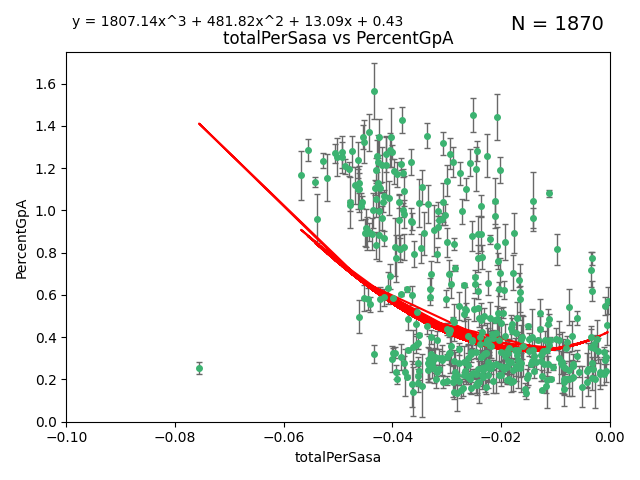 y = 1807.14x^3 + 481.82x^2 + 13.09x + 0.43
N = 1870
totalPerSasa vs PercentGpA
1.6
1.4
1.2
1.0
0.8
0.6
0.4
0.2
0.0
PercentGpA
−0.10 −0.08 −0.06 −0.04 −0.02 0.00
totalPerSasa